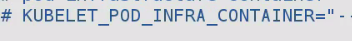 # KUBELET_POD_INFRA_CONTAINER="--